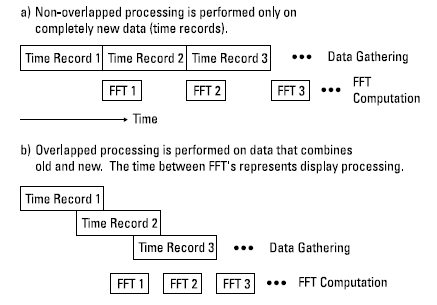 a) Non-overlapped processing is performed only on
completely new data (time records).
Time Record 1 Time Record 2 Time Record 3 ••• Data Gathering
FFT 1 FFT 2 FFT 3 ••• FFT
Computation
Time
b) Overlapped processing is performed on data that combines
old and new. The time between FFT's represents display processing.
Time Record 1
Time Record 2
Time Record 3 ••• Data Gathering
FFT 1 FFT 2 FFT 3 ••• FFT Computation